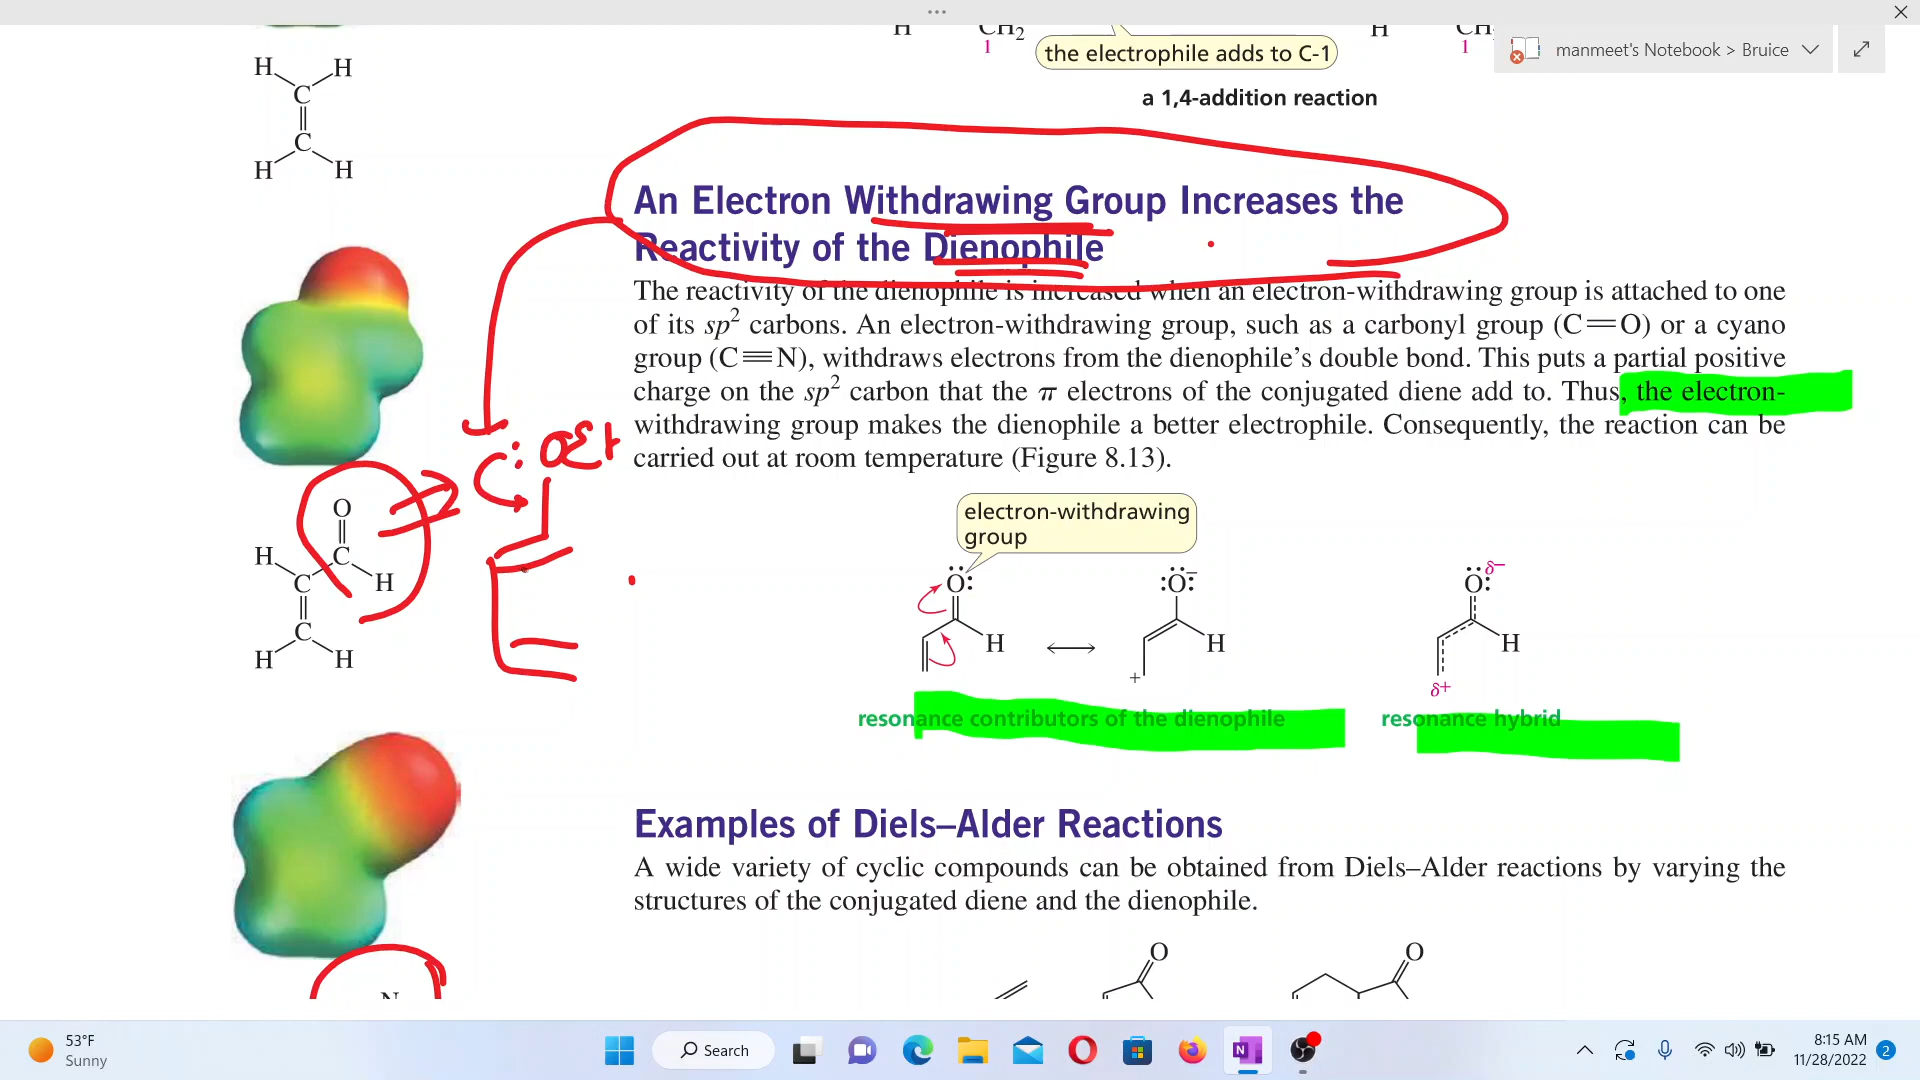 manmeet's Notebook > Bruice
H CH2 H CH
1 1
the electrophile adds to C-1
a 1,4-addition reaction
H H
C
C
H H
An Electron Withdrawing Group Increases the
Reactivity of the Dienophile
The reactivity of the dienophile is increased when an electron-withdrawing group is attached to one
of its sp² carbons. An electron-withdrawing group, such as a carbonyl group (C=O) or a cyano
group (C≡N), withdraws electrons from the dienophile's double bond. This puts a partial positive
charge on the sp² carbon that the π electrons of the conjugated diene add to. Thus, the electron-
withdrawing group makes the dienophile a better electrophile. Consequently, the reaction can be
carried out at room temperature (Figure 8.13).
O
H C
C H
C
H H
electron-withdrawing
group
:O: :O:− O: δ−
H H H
+ δ+
resonance contributors of the dienophile
resonance hybrid
Examples of Diels–Alder Reactions
A wide variety of cyclic compounds can be obtained from Diels–Alder reactions by varying the
structures of the conjugated diene and the dienophile.
O O
N
53°F
Sunny
Search
8:15 AM
11/28/2022
2